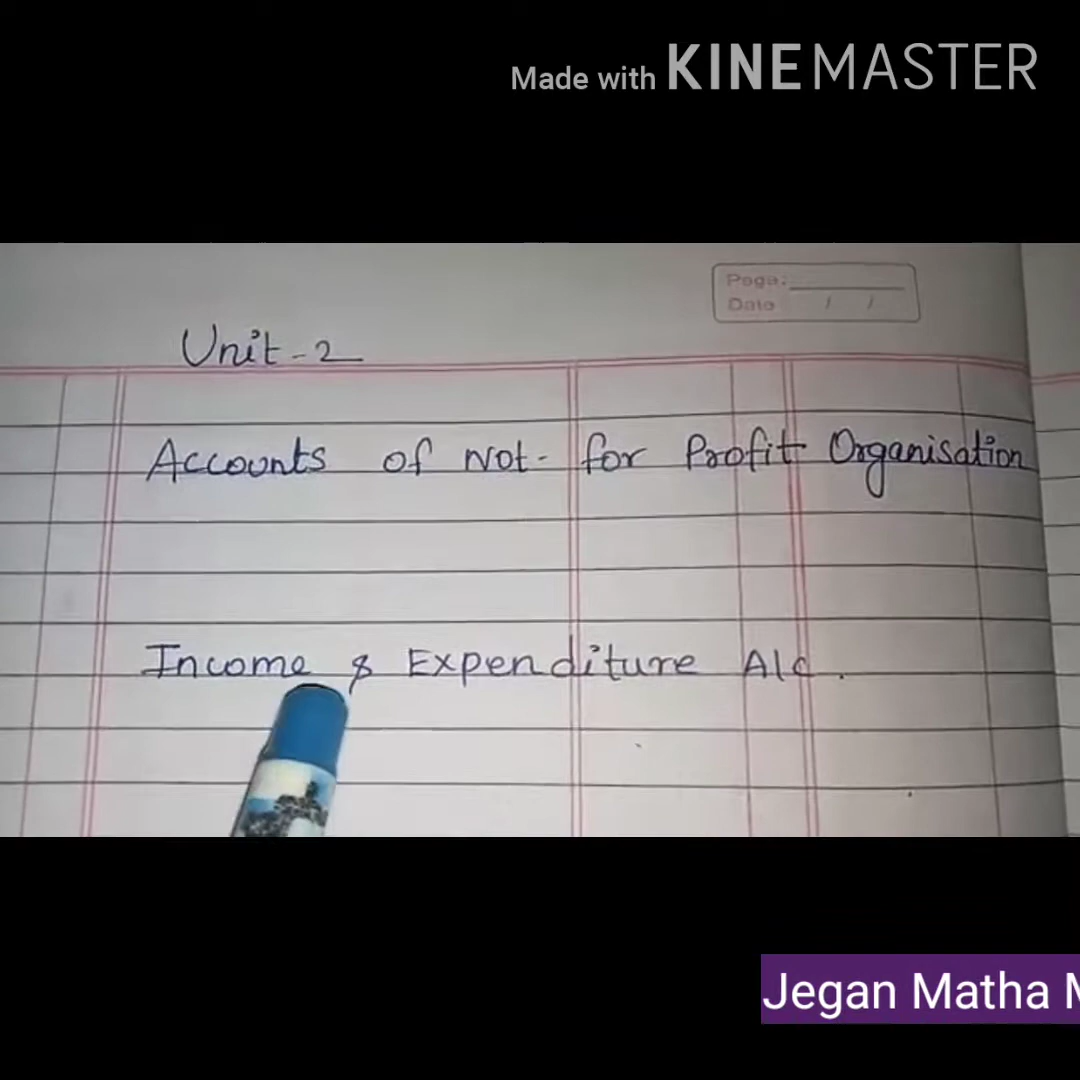 Made with KINEMASTER
Page:
Date / /
Unit - 2
Accounts of Not - for Profit Organisation
Income & Expenditure A/c.
Jegan Matha